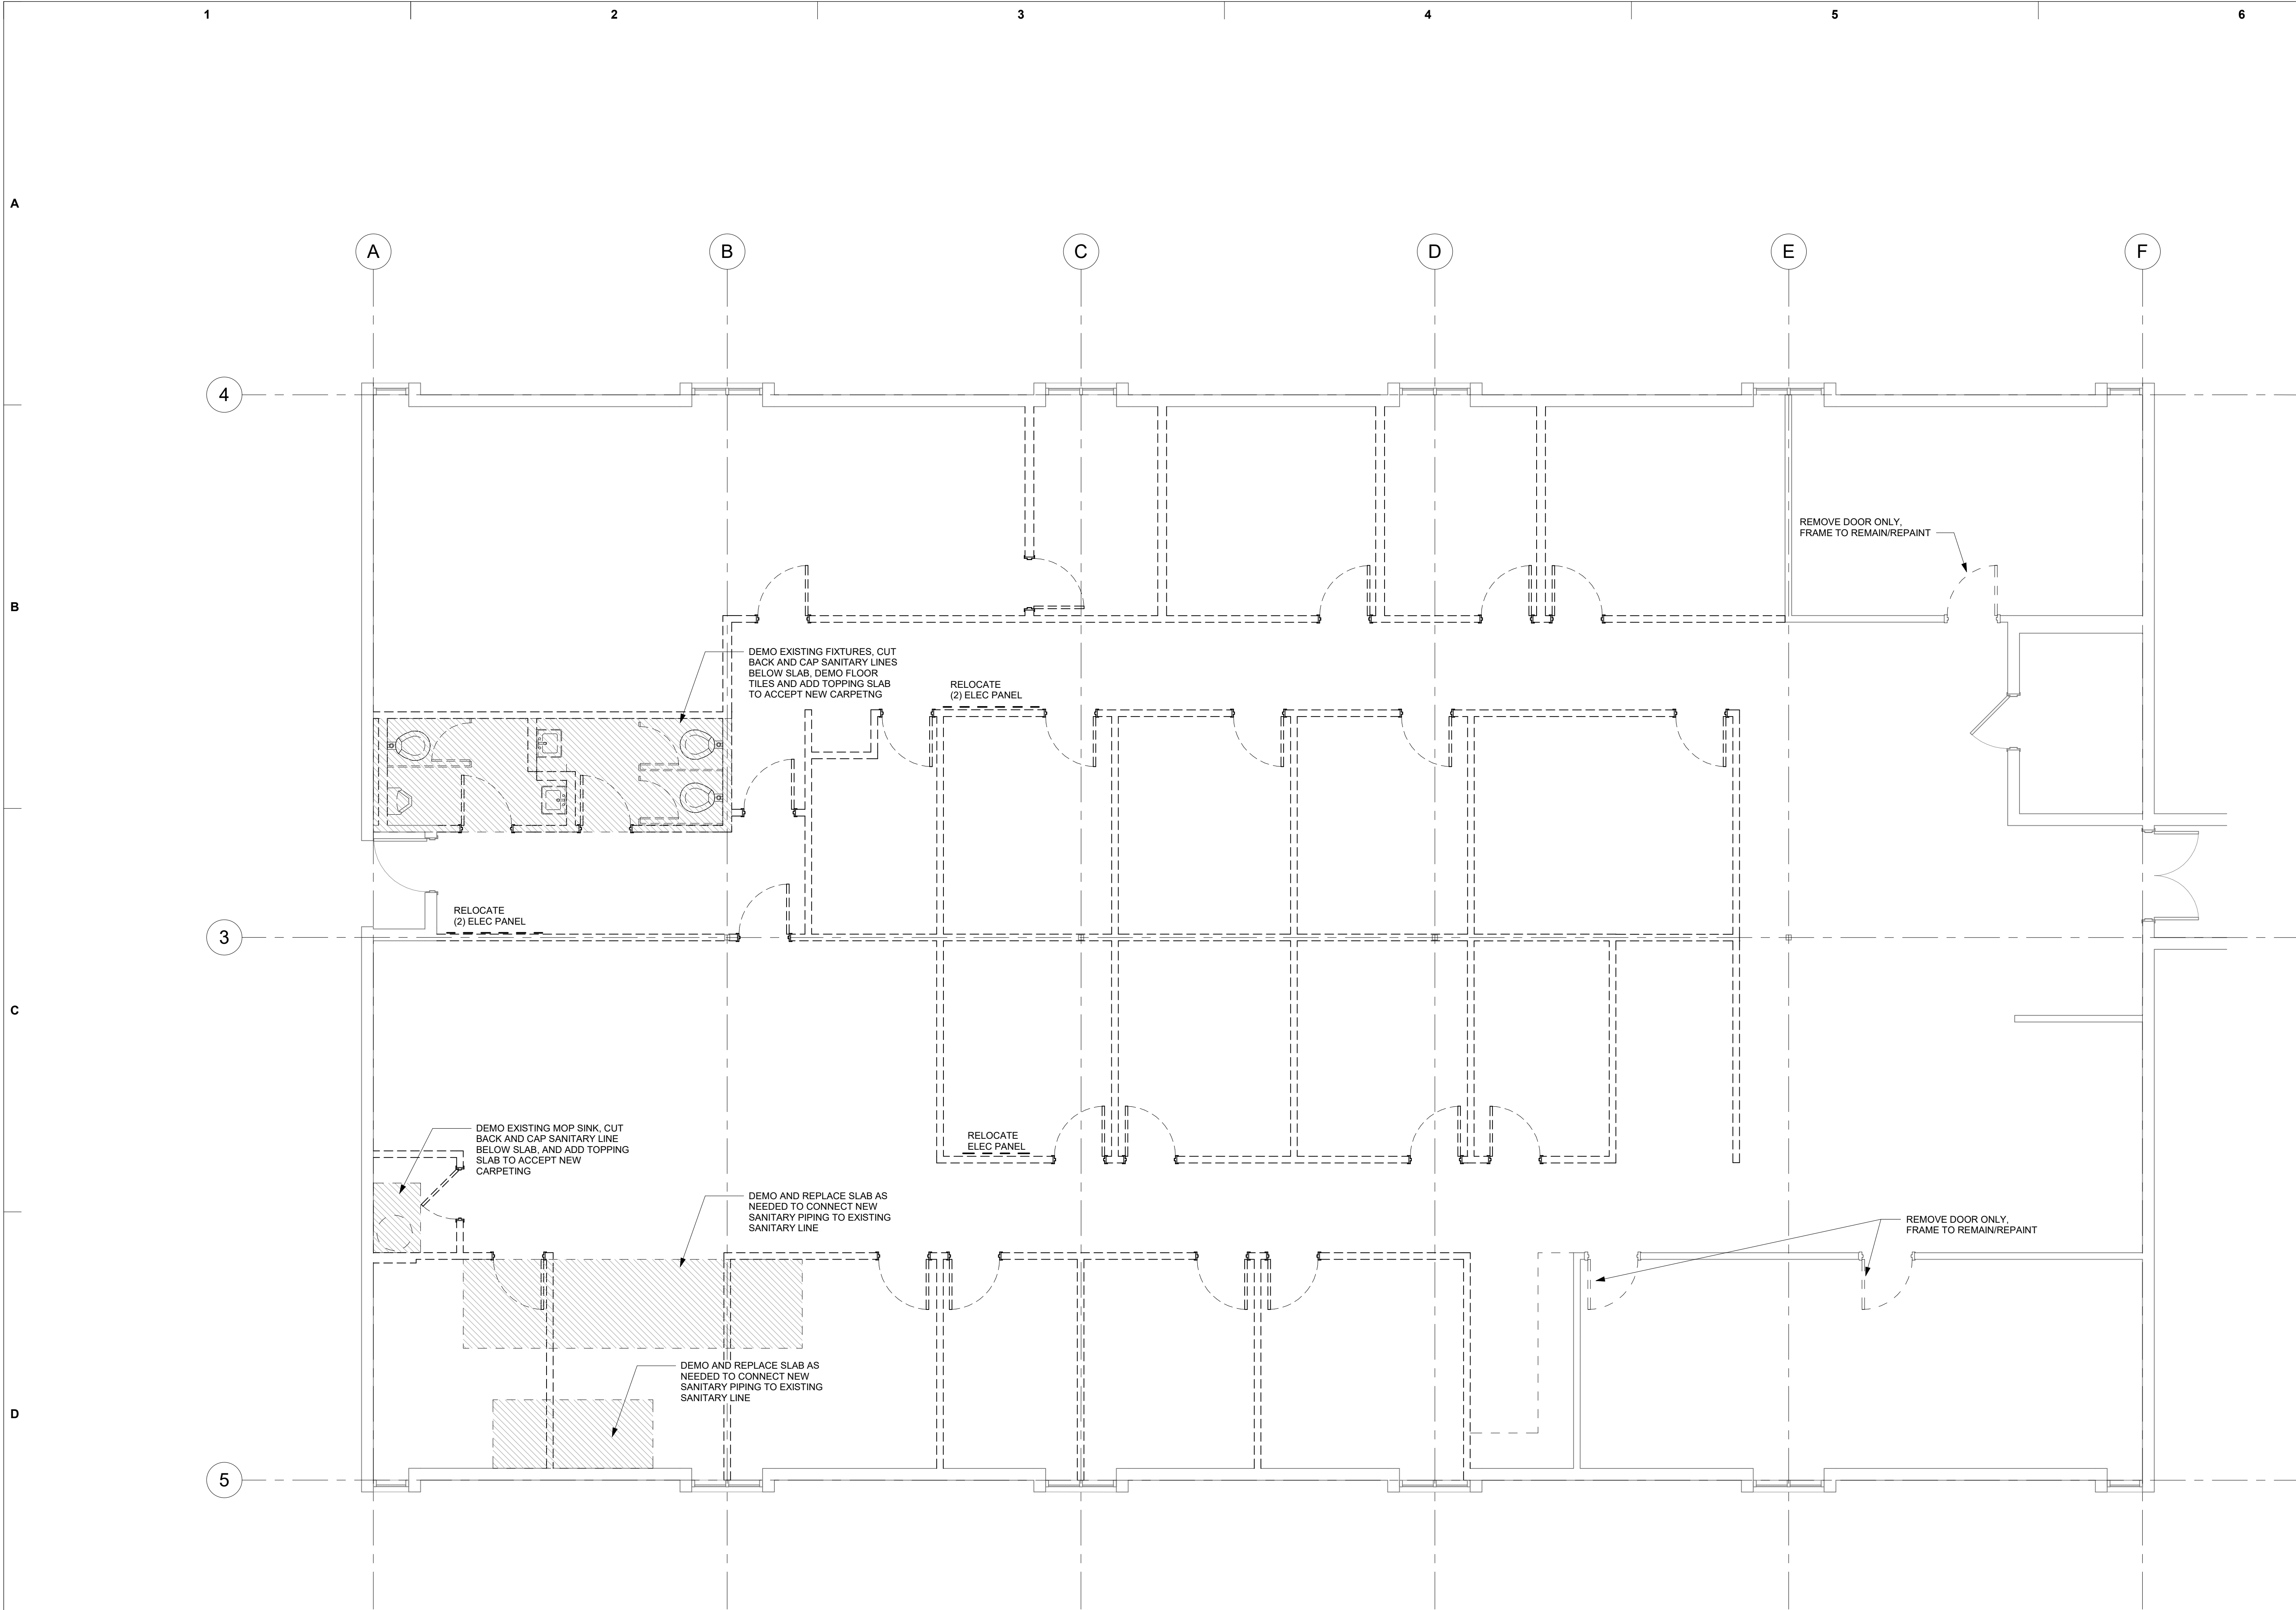 1
2
3
4
5
6
A
A
B
C
D
E
F
4
REMOVE DOOR ONLY,
FRAME TO REMAIN/REPAINT
B
DEMO EXISTING FIXTURES, CUT
BACK AND CAP SANITARY LINES
BELOW SLAB, DEMO FLOOR
TILES AND ADD TOPPING SLAB
TO ACCEPT NEW CARPETNG
RELOCATE
(2) ELEC PANEL
RELOCATE
(2) ELEC PANEL
3
C
DEMO EXISTING MOP SINK, CUT
BACK AND CAP SANITARY LINE
BELOW SLAB, AND ADD TOPPING
SLAB TO ACCEPT NEW
CARPETING
RELOCATE
ELEC PANEL
DEMO AND REPLACE SLAB AS
NEEDED TO CONNECT NEW
SANITARY PIPING TO EXISTING
SANITARY LINE
REMOVE DOOR ONLY,
FRAME TO REMAIN/REPAINT
DEMO AND REPLACE SLAB AS
NEEDED TO CONNECT NEW
SANITARY PIPING TO EXISTING
SANITARY LINE
D
5